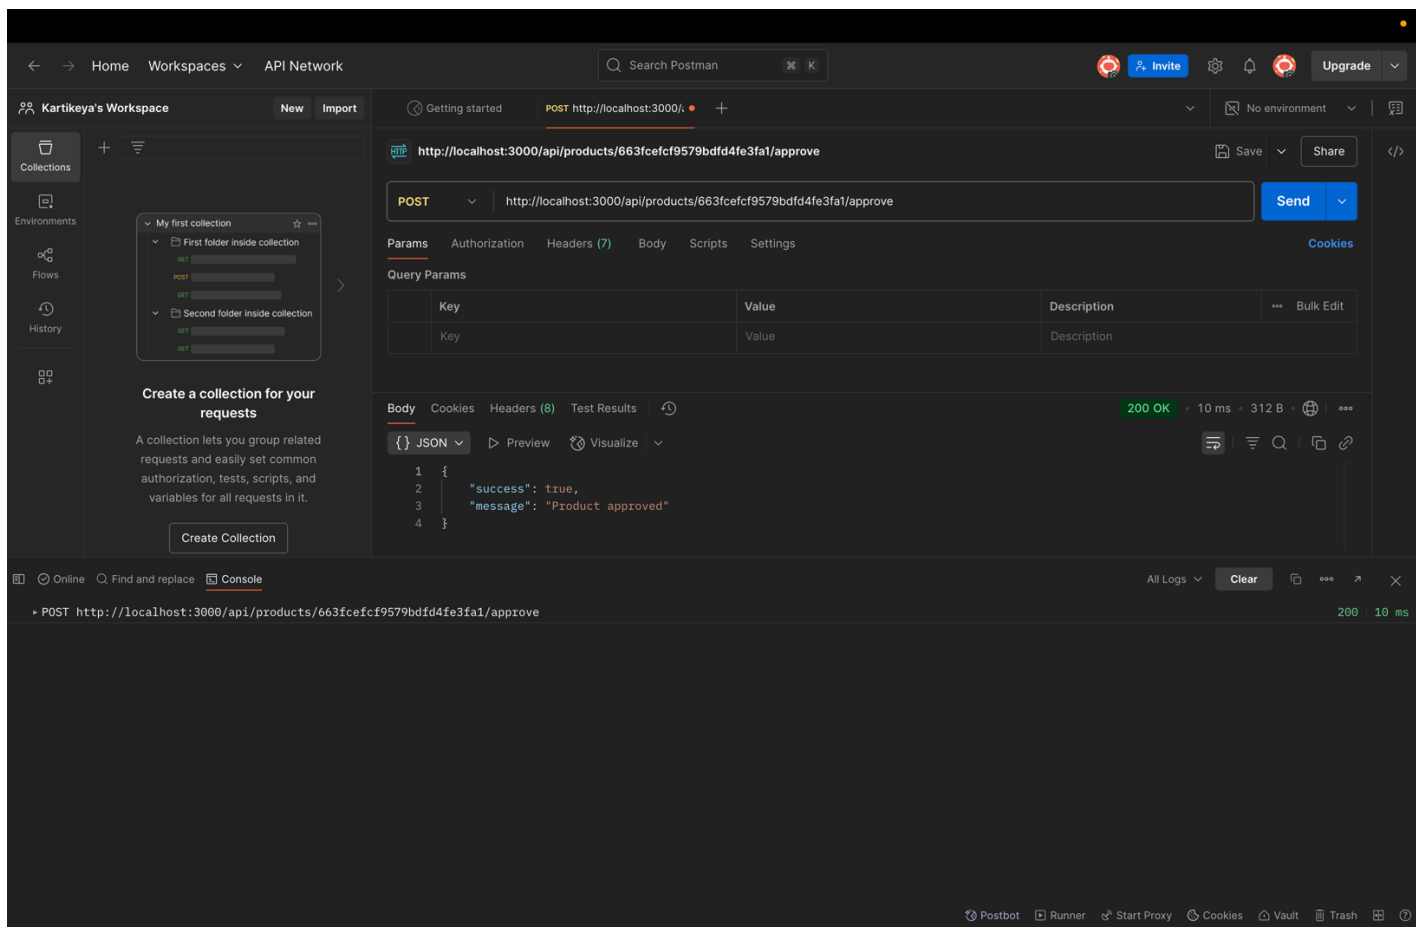 Home Workspaces API Network
Search Postman ⌘ K
Invite
Upgrade
Kartikeya's Workspace
New Import
Getting started
POST http://localhost:3000/
No environment
Collections
Environments
Flows
History
My first collection
First folder inside collection
GET
POST
GET
Second folder inside collection
GET
GET
Create a collection for your
requests
A collection lets you group related
requests and easily set common
authorization, tests, scripts, and
variables for all requests in it.
Create Collection
HTTP http://localhost:3000/api/products/663fcefcf9579bdfd4fe3fa1/approve
Save Share
POST http://localhost:3000/api/products/663fcefcf9579bdfd4fe3fa1/approve
Send
Params Authorization Headers (7) Body Scripts Settings
Cookies
Query Params
Key Value Description Bulk Edit
Key Value Description
Body Cookies Headers (8) Test Results
200 OK 10 ms 312 B
{} JSON Preview Visualize
1 {
2 "success": true,
3 "message": "Product approved"
4 }
Online Find and replace Console
All Logs Clear
POST http://localhost:3000/api/products/663fcefcf9579bdfd4fe3fa1/approve
200 10 ms
Postbot Runner Start Proxy Cookies Vault Trash